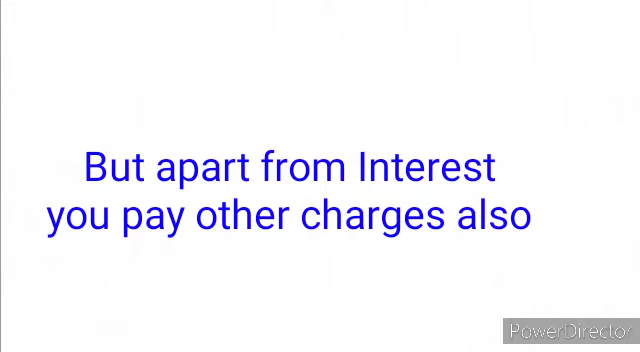 But apart from Interest
you pay other charges also
PowerDirector